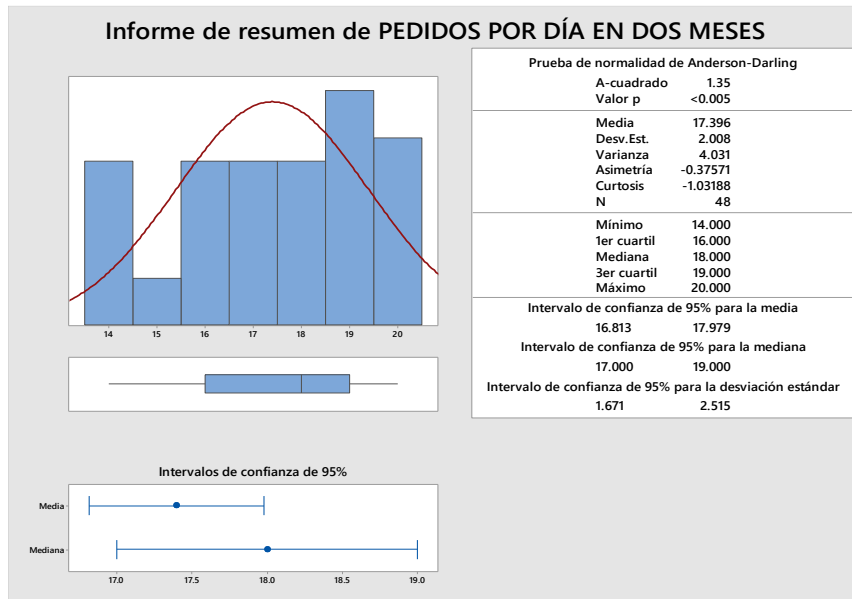 Informe de resumen de PEDIDOS POR DÍA EN DOS MESES
14 15 16 17 18 19 20
Prueba de normalidad de Anderson-Darling
A-cuadrado 1.35
Valor p <0.005
Media 17.396
Desv.Est. 2.008
Varianza 4.031
Asimetría -0.37571
Curtosis -1.03188
N 48
Mínimo 14.000
1er cuartil 16.000
Mediana 18.000
3er cuartil 19.000
Máximo 20.000
Intervalo de confianza de 95% para la media
16.813 17.979
Intervalo de confianza de 95% para la mediana
17.000 19.000
Intervalo de confianza de 95% para la desviación estándar
1.671 2.515
Intervalos de confianza de 95%
Media
Mediana
17.0 17.5 18.0 18.5 19.0